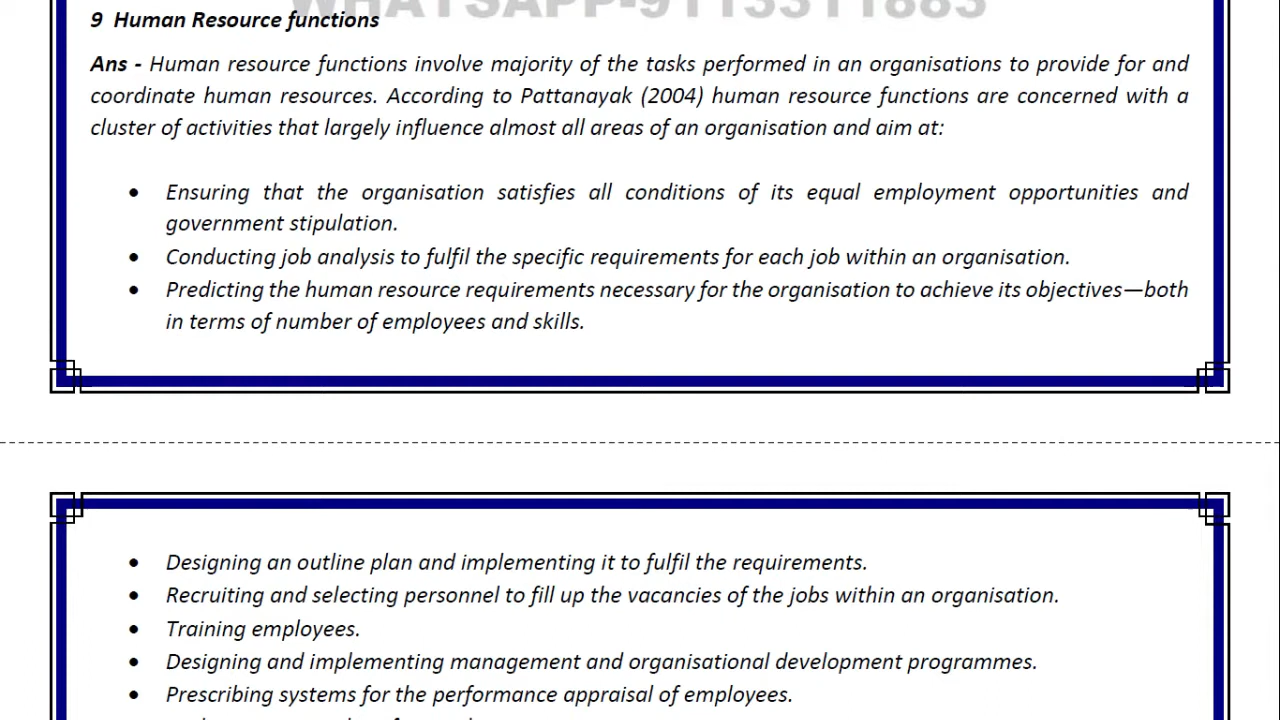 WHATSAPP-9113311883
9 Human Resource functions
Ans - Human resource functions involve majority of the tasks performed in an organisations to provide for and
coordinate human resources. According to Pattanayak (2004) human resource functions are concerned with a
cluster of activities that largely influence almost all areas of an organisation and aim at:
• Ensuring that the organisation satisfies all conditions of its equal employment opportunities and
government stipulation.
• Conducting job analysis to fulfil the specific requirements for each job within an organisation.
• Predicting the human resource requirements necessary for the organisation to achieve its objectives—both
in terms of number of employees and skills.
• Designing an outline plan and implementing it to fulfil the requirements.
• Recruiting and selecting personnel to fill up the vacancies of the jobs within an organisation.
• Training employees.
• Designing and implementing management and organisational development programmes.
• Prescribing systems for the performance appraisal of employees.